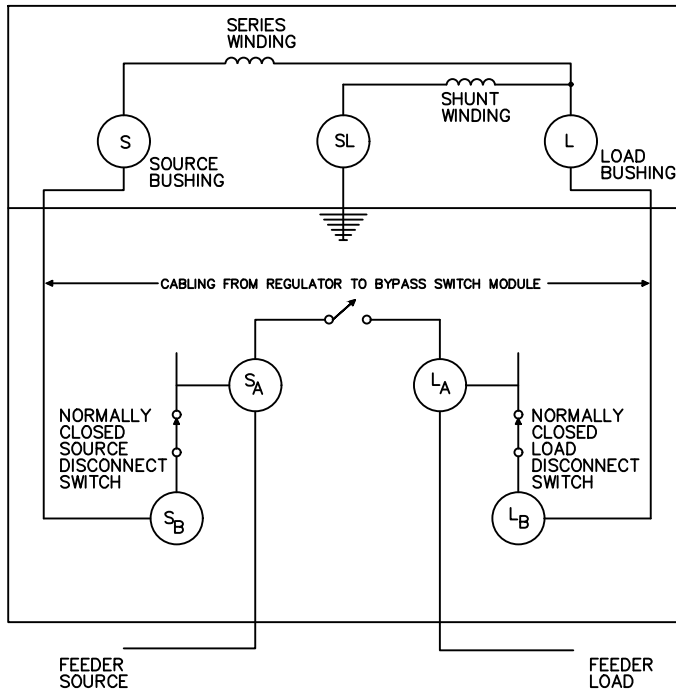 SERIES
WINDING
SHUNT
WINDING
S
SL
L
SOURCE
BUSHING
LOAD
BUSHING
CABLING FROM REGULATOR TO BYPASS SWITCH MODULE
SA
LA
NORMALLY
CLOSED
SOURCE
DISCONNECT
SWITCH
NORMALLY
CLOSED
LOAD
DISCONNECT
SWITCH
SB
LB
FEEDER
SOURCE
FEEDER
LOAD